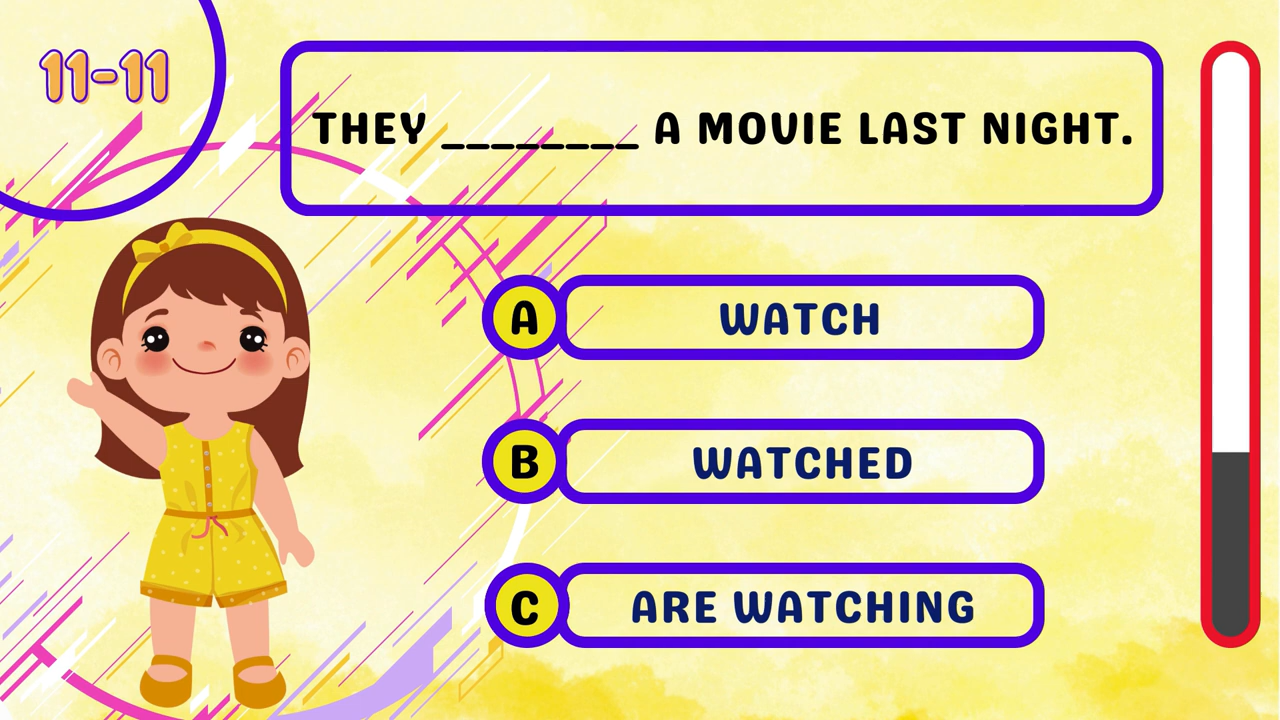 11-11
THEY ________ A MOVIE LAST NIGHT.
A WATCH
B WATCHED
C ARE WATCHING